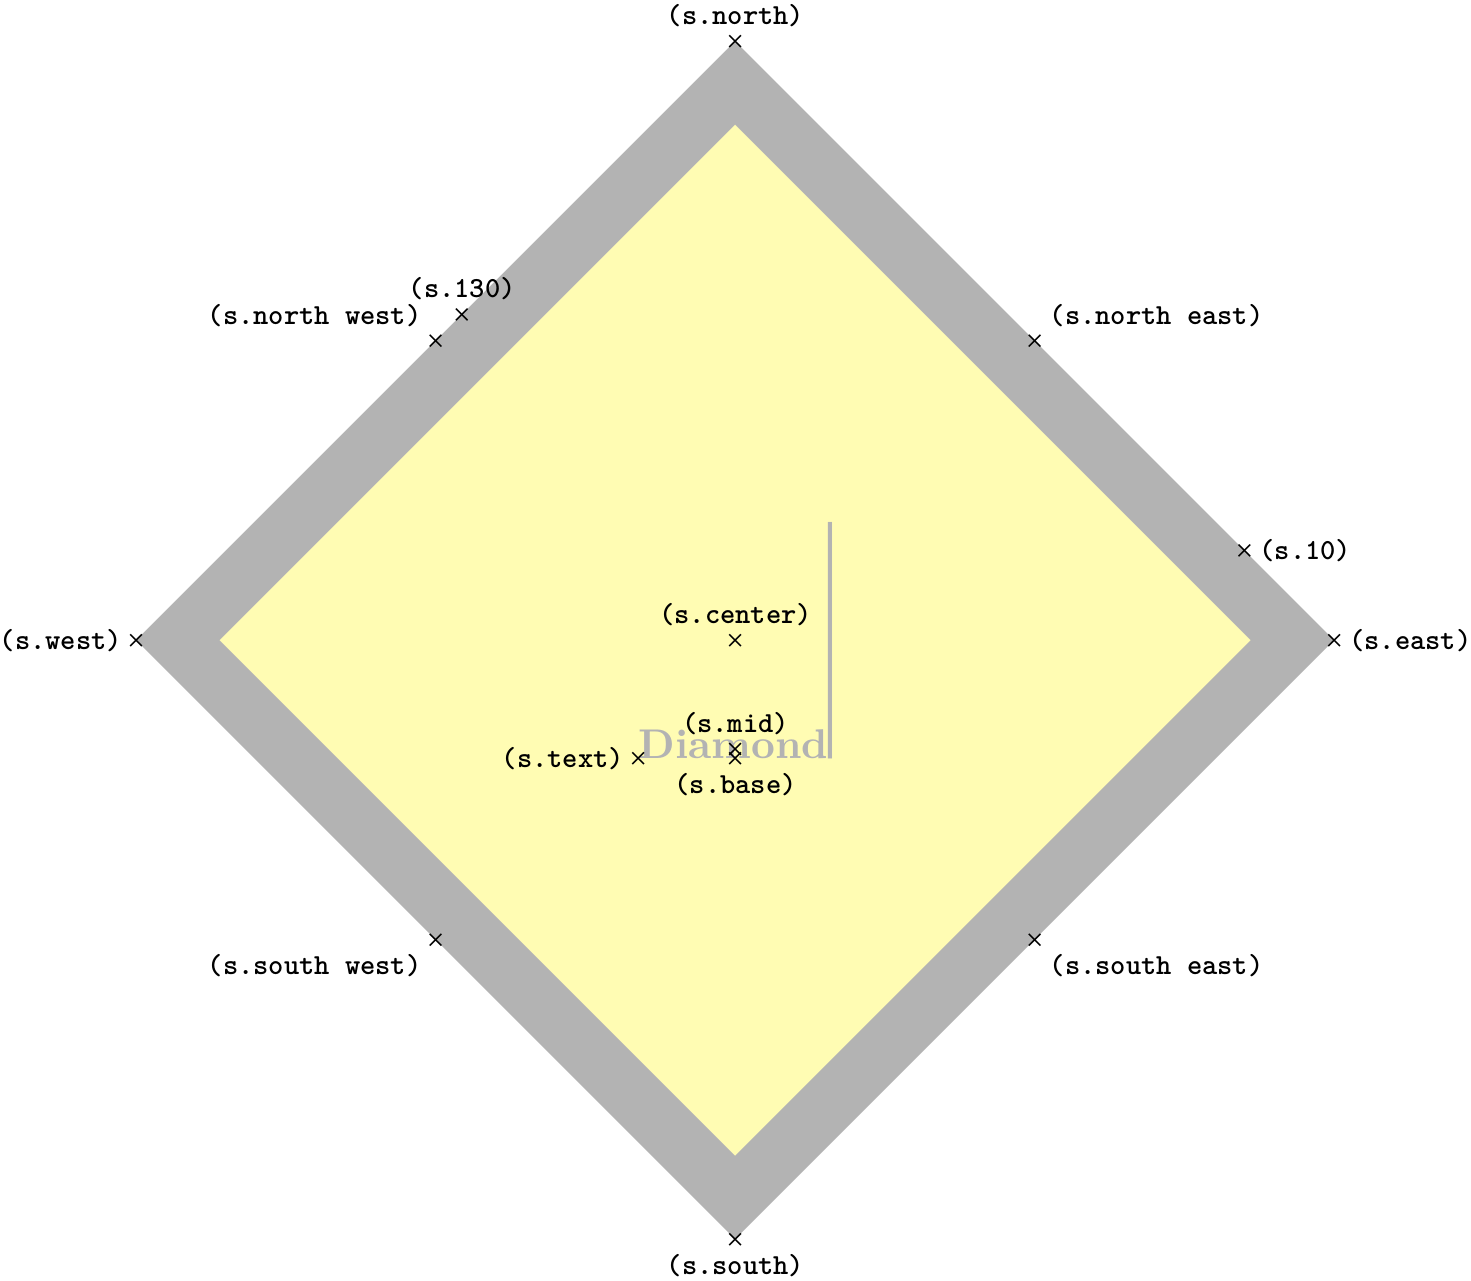 (s.north)
(s.130)
(s.north west)
(s.north east)
(s.10)
(s.center)
(s.west)
(s.east)
(s.mid)
Diamond
(s.text)
(s.base)
(s.south west)
(s.south east)
(s.south)